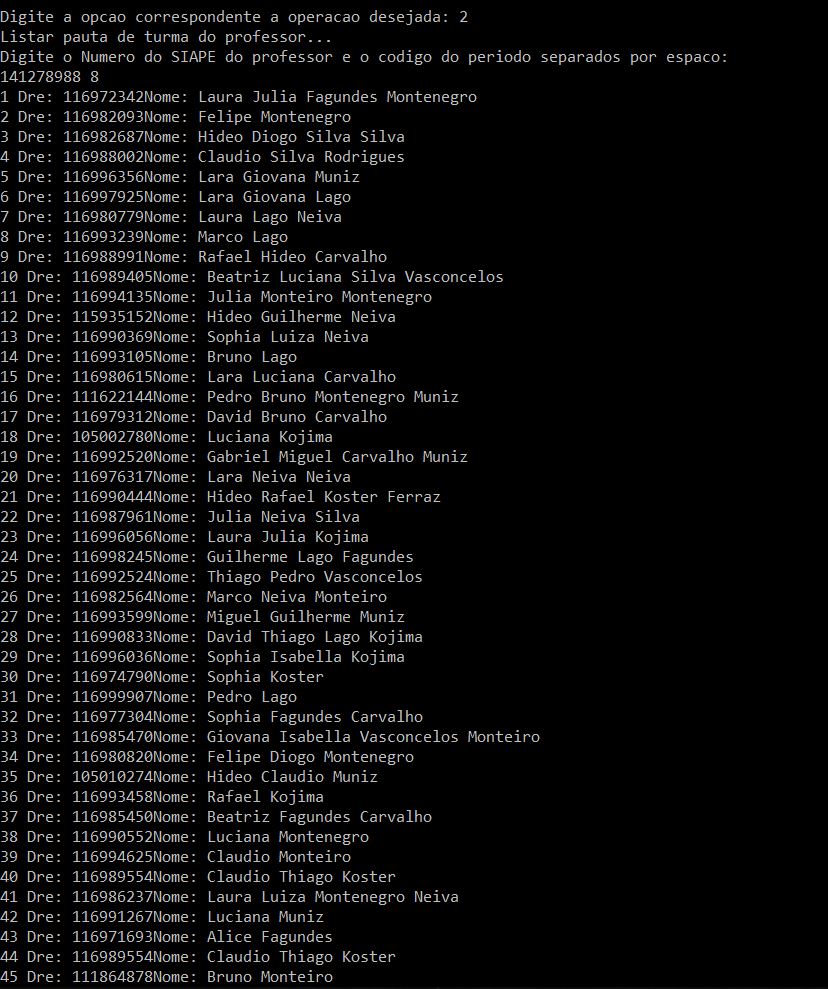 Digite a opcao correspondente a operacao desejada: 2
Listar pauta de turma do professor...
Digite o Numero do SIAPE do professor e o codigo do periodo separados por espaco:
141278988 8
1 Dre: 116972342Nome: Laura Julia Fagundes Montenegro
2 Dre: 116982093Nome: Felipe Montenegro
3 Dre: 116982687Nome: Hideo Diogo Silva Silva
4 Dre: 116988002Nome: Claudio Silva Rodrigues
5 Dre: 116996356Nome: Lara Giovana Muniz
6 Dre: 116997925Nome: Lara Giovana Lago
7 Dre: 116980779Nome: Laura Lago Neiva
8 Dre: 116993239Nome: Marco Lago
9 Dre: 116988991Nome: Rafael Hideo Carvalho
10 Dre: 116989405Nome: Beatriz Luciana Silva Vasconcelos
11 Dre: 116994135Nome: Julia Monteiro Montenegro
12 Dre: 115935152Nome: Hideo Guilherme Neiva
13 Dre: 116990369Nome: Sophia Luiza Neiva
14 Dre: 116993105Nome: Bruno Lago
15 Dre: 116980615Nome: Lara Luciana Carvalho
16 Dre: 111622144Nome: Pedro Bruno Montenegro Muniz
17 Dre: 116979312Nome: David Bruno Carvalho
18 Dre: 105002780Nome: Luciana Kojima
19 Dre: 116992520Nome: Gabriel Miguel Carvalho Muniz
20 Dre: 116976317Nome: Lara Neiva Neiva
21 Dre: 116990444Nome: Hideo Rafael Koster Ferraz
22 Dre: 116987961Nome: Julia Neiva Silva
23 Dre: 116996056Nome: Laura Julia Kojima
24 Dre: 116998245Nome: Guilherme Lago Fagundes
25 Dre: 116992524Nome: Thiago Pedro Vasconcelos
26 Dre: 116982564Nome: Marco Neiva Monteiro
27 Dre: 116993599Nome: Miguel Guilherme Muniz
28 Dre: 116990833Nome: David Thiago Lago Kojima
29 Dre: 116996036Nome: Sophia Isabella Kojima
30 Dre: 116974790Nome: Sophia Koster
31 Dre: 116999907Nome: Pedro Lago
32 Dre: 116977304Nome: Sophia Fagundes Carvalho
33 Dre: 116985470Nome: Giovana Isabella Vasconcelos Monteiro
34 Dre: 116980820Nome: Felipe Diogo Montenegro
35 Dre: 105010274Nome: Hideo Claudio Muniz
36 Dre: 116993458Nome: Rafael Kojima
37 Dre: 116985450Nome: Beatriz Fagundes Carvalho
38 Dre: 116990552Nome: Luciana Montenegro
39 Dre: 116994625Nome: Claudio Monteiro
40 Dre: 116989554Nome: Claudio Thiago Koster
41 Dre: 116986237Nome: Laura Luiza Montenegro Neiva
42 Dre: 116991267Nome: Luciana Muniz
43 Dre: 116971693Nome: Alice Fagundes
44 Dre: 116989554Nome: Claudio Thiago Koster
45 Dre: 111864878Nome: Bruno Monteiro